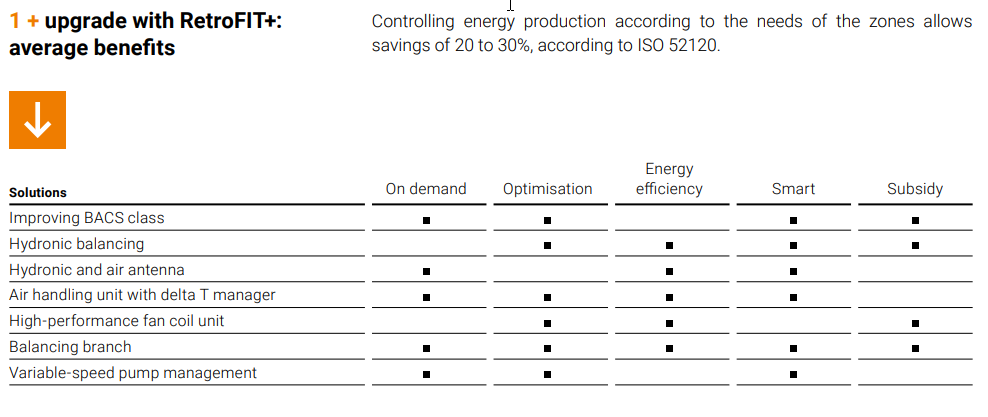 1 + upgrade with RetroFIT+:
average benefits
Controlling energy production according to the needs of the zones allows
savings of 20 to 30%, according to ISO 52120.
Solutions On demand Optimisation Energy efficiency Smart Subsidy
Improving BACS class ■ ■ ■ ■
Hydronic balancing ■ ■ ■ ■
Hydronic and air antenna ■ ■ ■
Air handling unit with delta T manager ■ ■ ■ ■
High-performance fan coil unit ■ ■ ■
Balancing branch ■ ■ ■ ■ ■
Variable-speed pump management ■ ■ ■